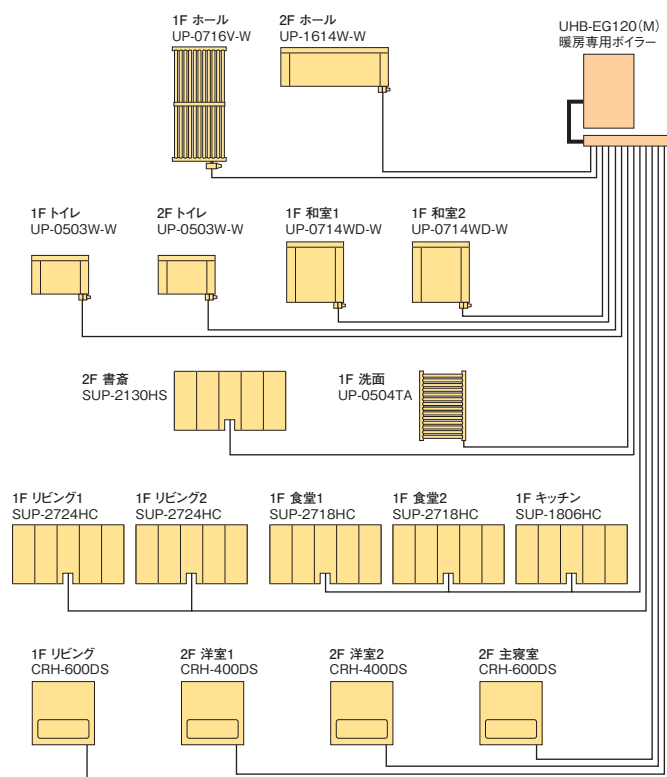 1F ホール
UP-0716V-W
2F ホール
UP-1614W-W
UHB-EG120(M)
暖房専用ボイラー
1F トイレ
UP-0503W-W
2F トイレ
UP-0503W-W
1F 和室1
UP-0714WD-W
1F 和室2
UP-0714WD-W
2F 書斎
SUP-2130HS
1F 洗面
UP-0504TA
1F リビング1
SUP-2724HC
1F リビング2
SUP-2724HC
1F 食堂1
SUP-2718HC
1F 食堂2
SUP-2718HC
1F キッチン
SUP-1806HC
1F リビング
CRH-600DS
2F 洋室1
CRH-400DS
2F 洋室2
CRH-400DS
2F 主寝室
CRH-600DS